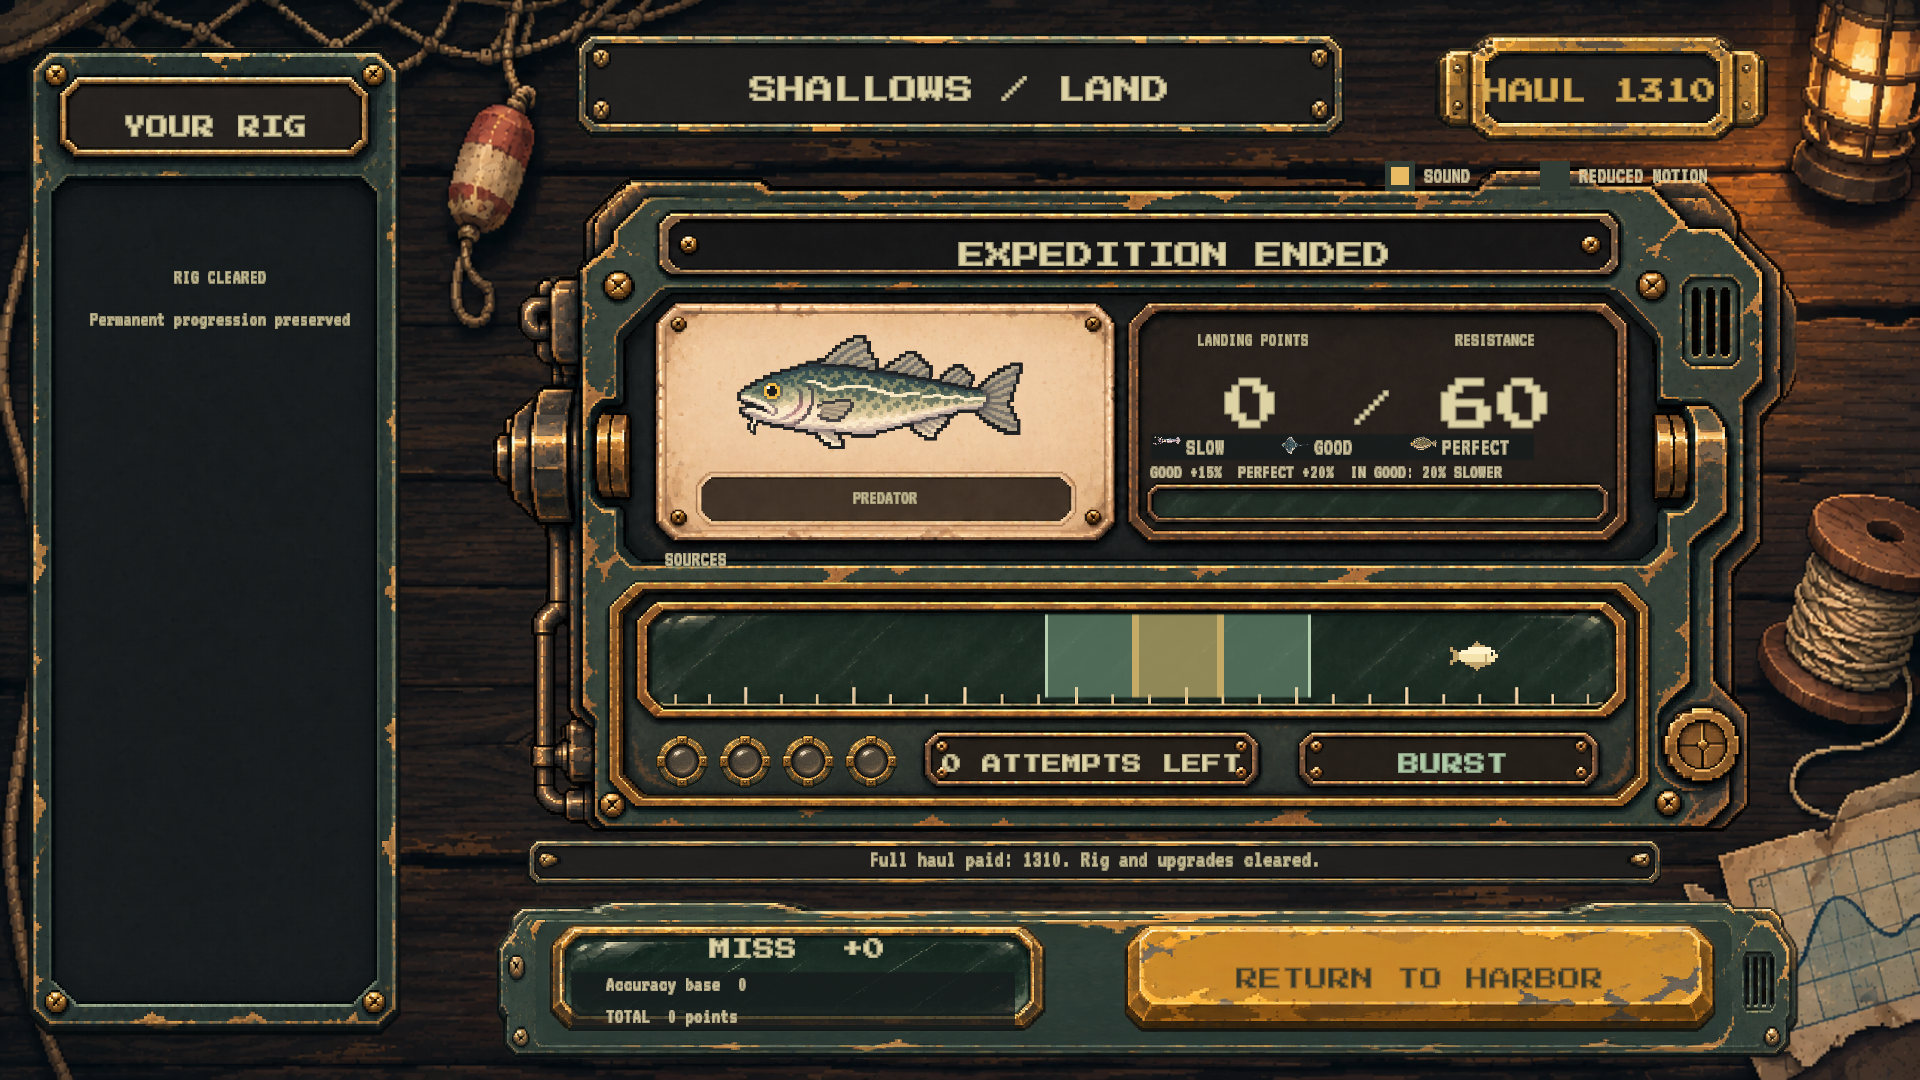 YOUR RIG
RIG CLEARED
Permanent progression preserved
SHALLOWS / LAND
HAUL 1310
SOUND
REDUCED MOTION
EXPEDITION ENDED
PREDATOR
LANDING POINTS
RESISTANCE
0 / 60
SLOW GOOD PERFECT
GOOD +15% PERFECT +20% IN GOOD: 20% SLOWER
SOURCES
0 ATTEMPTS LEFT
BURST
Full haul paid: 1310. Rig and upgrades cleared.
MISS +0
Accuracy base 0
TOTAL 0 points
RETURN TO HARBOR